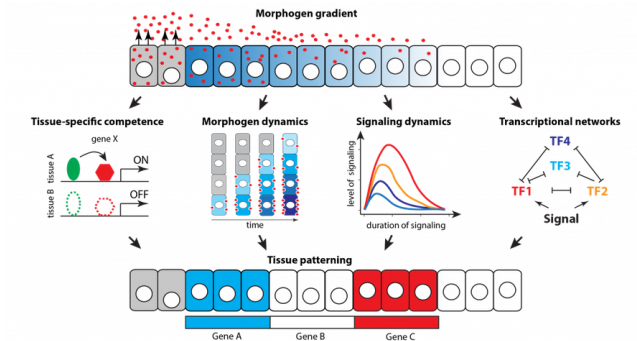 Morphogen gradient
Tissue-specific competence
Morphogen dynamics
Signaling dynamics
Transcriptional networks
gene X
tissue A
ON
tissue B
OFF
time
level of signaling
duration of signaling
TF4
TF3
TF1
TF2
Signal
Tissue patterning
Gene A
Gene B
Gene C